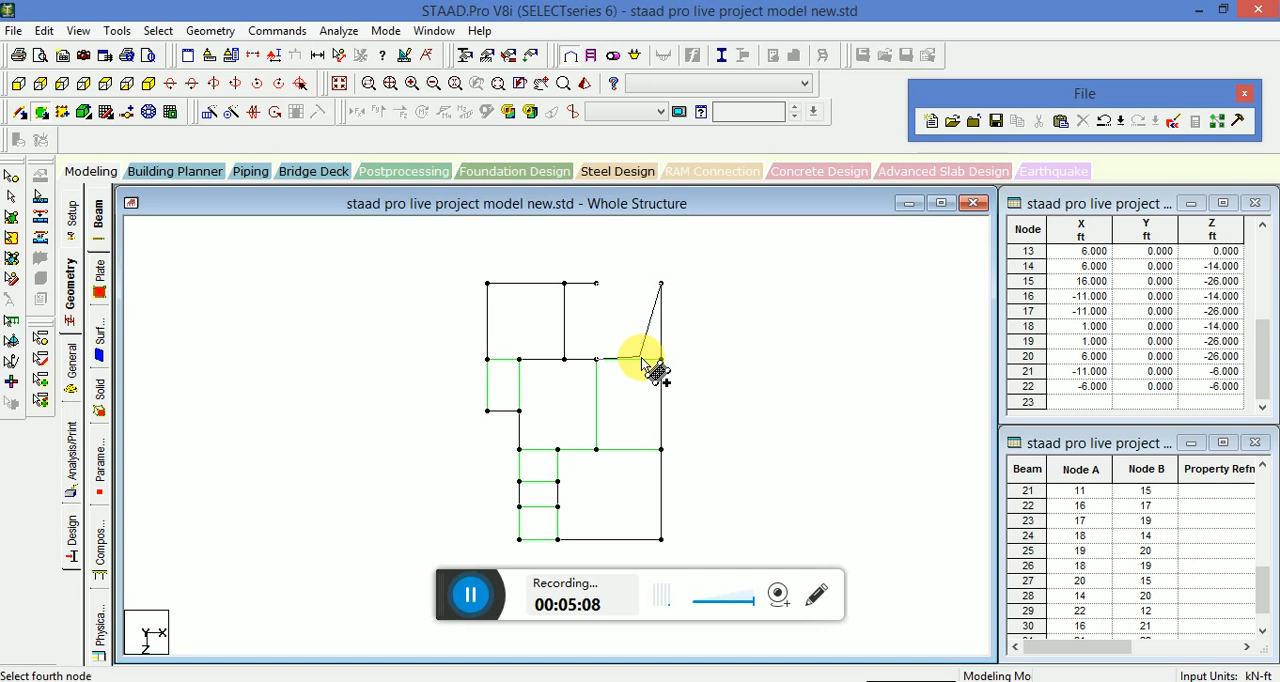 STAAD.Pro V8i (SELECTseries 6) - staad pro live project model new.std
File Edit View Tools Select Geometry Commands Analyze Mode Window Help
File
Modeling Building Planner Piping Bridge Deck Postprocessing Foundation Design Steel Design RAM Connection Concrete Design Advanced Slab Design Earthquake
staad pro live project model new.std - Whole Structure
Setup
Geometry
General
Analysis/Print
Design
Beam
Plate
Surf...
Solid
Parame...
Compos...
Physica...
staad pro live project ...
Node X ft Y ft Z ft
13 6.000 0.000 0.000
14 6.000 0.000 -14.000
15 16.000 0.000 -26.000
16 -11.000 0.000 -14.000
17 -11.000 0.000 -26.000
18 1.000 0.000 -14.000
19 1.000 0.000 -26.000
20 6.000 0.000 -26.000
21 -11.000 0.000 -6.000
22 -6.000 0.000 -6.000
23
staad pro live project ...
Beam Node A Node B Property Refn
21 11 15
22 16 17
23 17 19
24 18 14
25 19 20
26 18 19
27 20 15
28 14 20
29 22 12
30 16 21
Recording...
00:05:08
Y X
Z
Select fourth node
Modeling Mo
Input Units: kN-ft